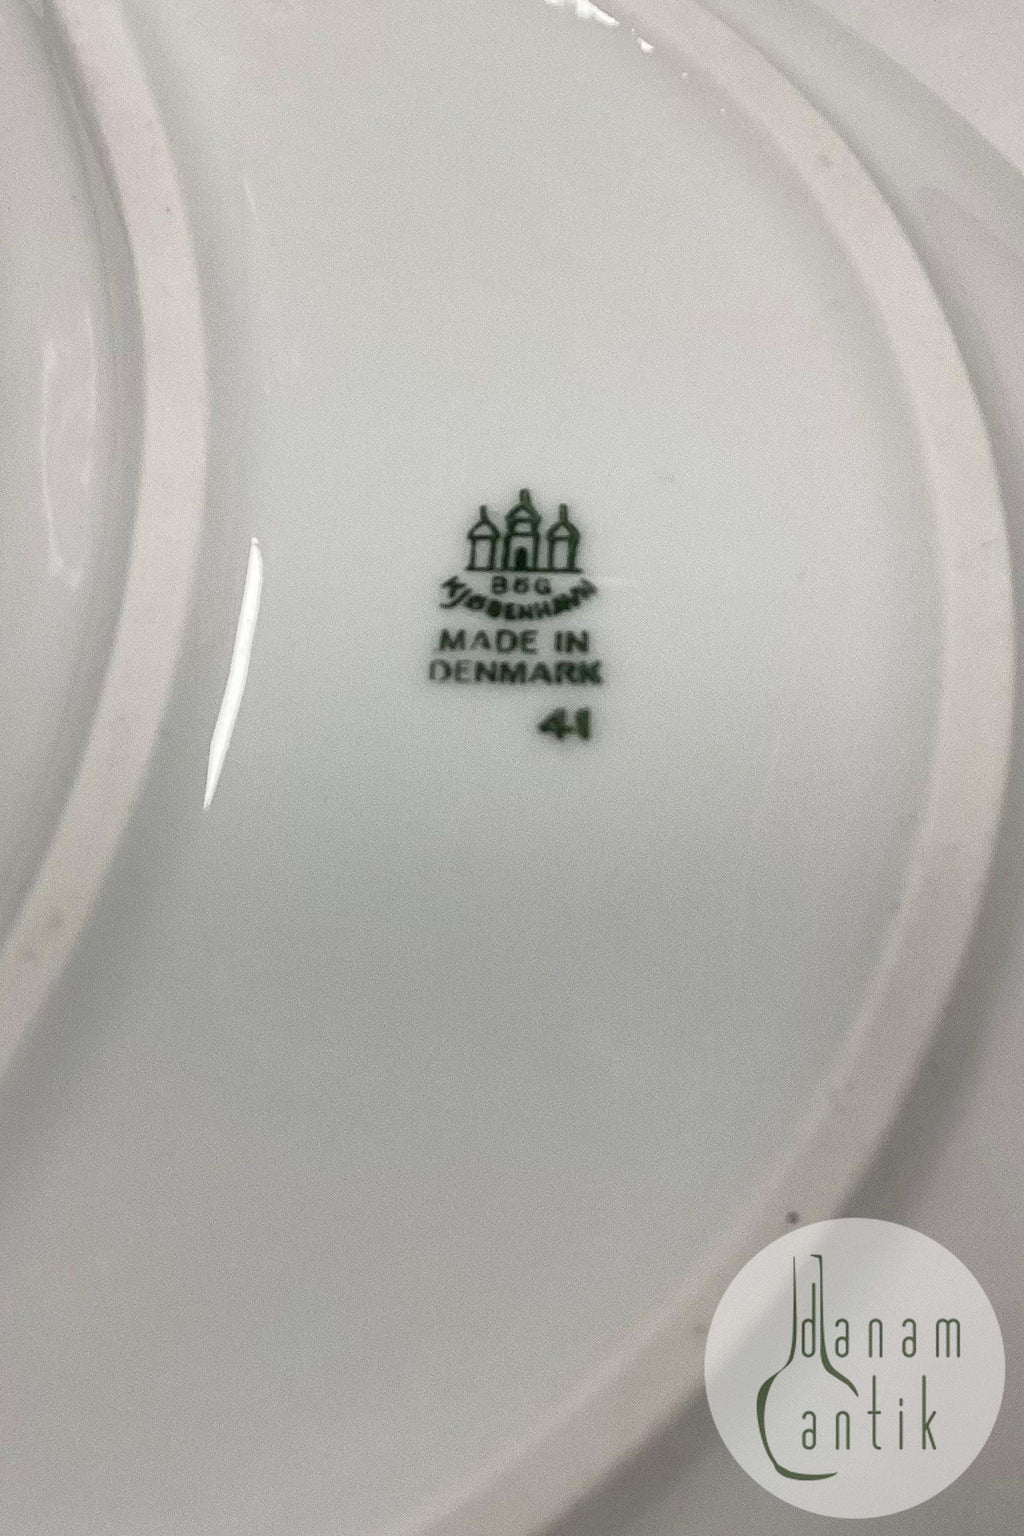 B&G
KJØBENHAVN
MADE IN
DENMARK
41
danam
antik